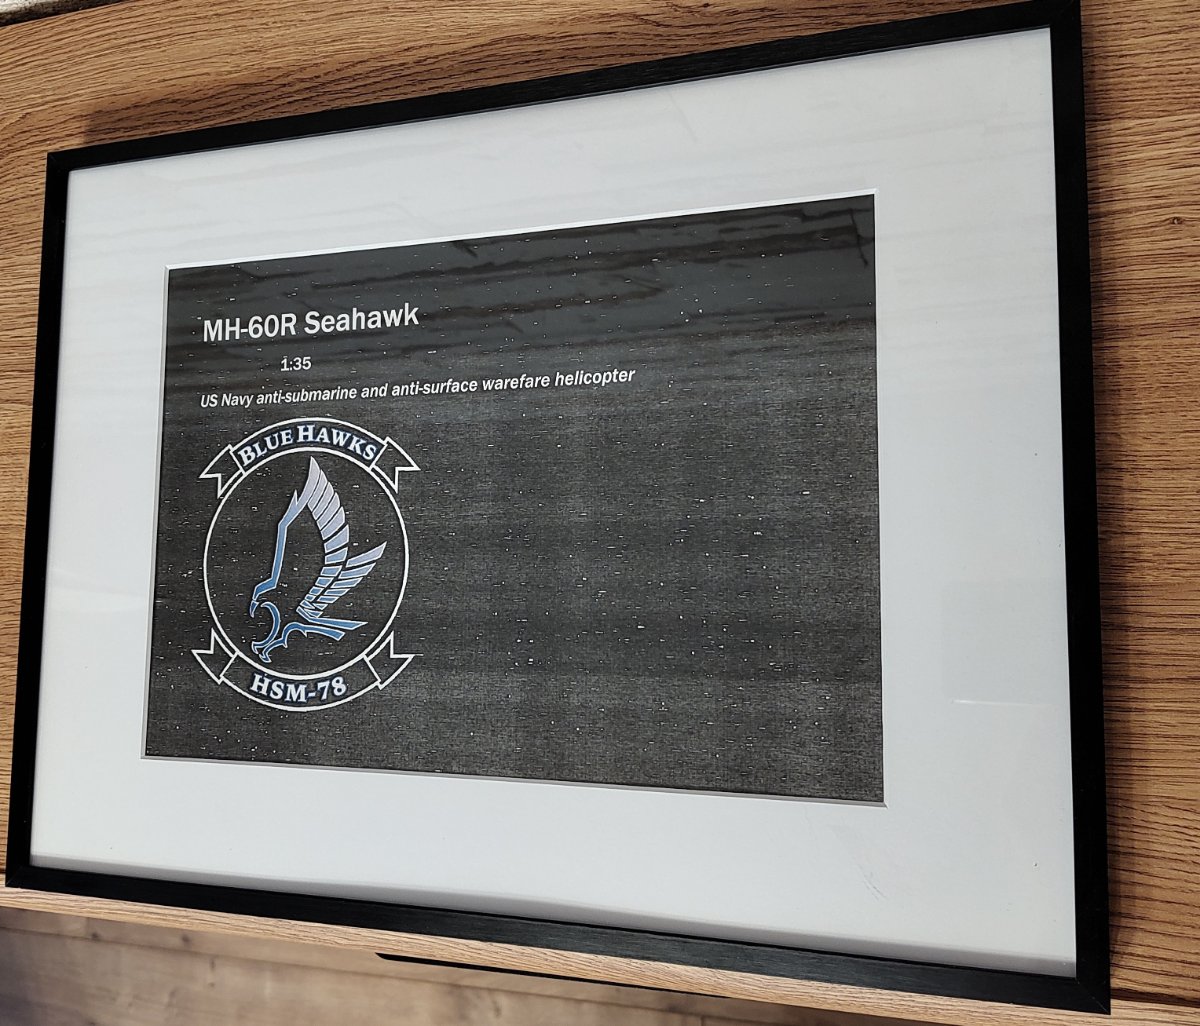 MH-60R Seahawk
1:35
US Navy anti-submarine and anti-surface warefare helicopter
BLUE HAWKS
HSM-78